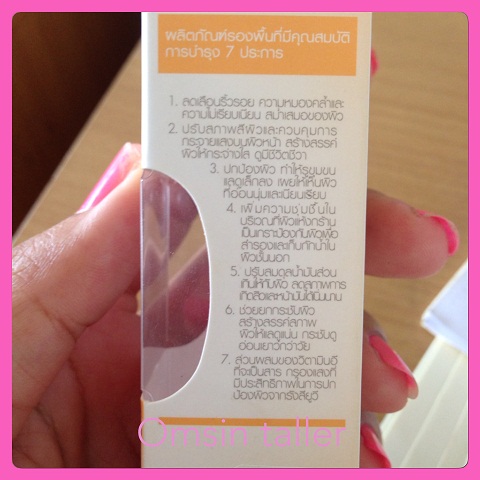 ผลิตภัณฑ์รองพื้นที่มีคุณสมบัติ
การบำรุง 7 ประการ
1. ลดเลือนริ้วรอย ความหมองคล้ำและ
ความไม่เรียบเนียน สม่ำเสมอของผิว
2. ปรับสภาพสีผิวและควบคุมการ
กระจายแสงบนผิวหน้า สร้างสรรค์
ผิวให้กระจ่างใส ดูมีชีวิตชีวา
3. ปกป้องผิว ทำให้รูขุมขน
แลดูเล็กลง เผยให้เห็นผิว
ที่อ่อนนุ่มและเนียนเรียบ
4. เพิ่มความชุ่มชื้นใน
บริเวณที่ผิวแห้งกร้าน
เป็นเกราะป้องกันผิวเพื่อ
สำรองและเก็บกักน้ำใน
ผิวชั้นนอก
5. ปรับสมดุลน้ำมันส่วน
เกินให้กับผิว ลดสภาพการ
เกิดสิวและหน้ามันได้ยาวนาน
6. ช่วยยกกระชับผิว
สร้างสรรค์สภาพ
ผิวให้แลดูแน่น กระชับดู
อ่อนเยาว์กว่าวัย
7. ส่วนผสมของวิตามินอี
ที่จะเป็นสาร กรองแสงที่
มีประสิทธิภาพในการปก
ป้องผิวจากรังสียูวี
Omsin taller